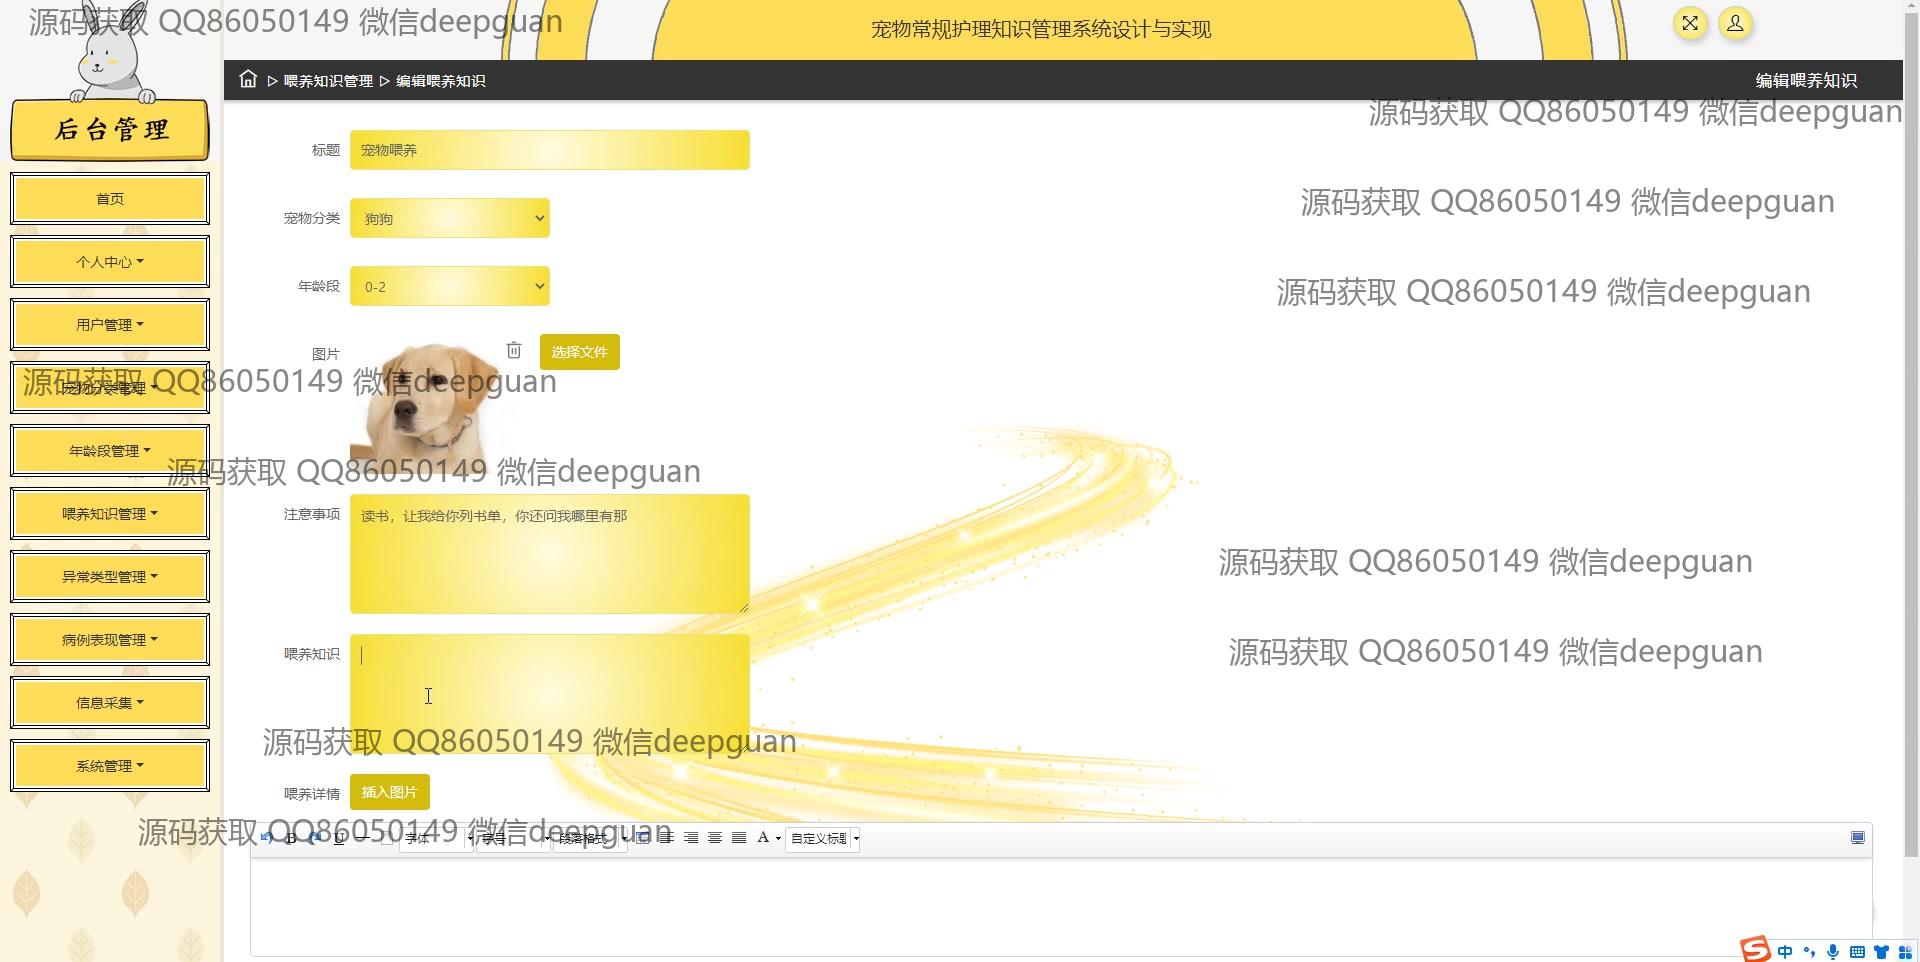 源码获取 QQ86050149 微信deepguan
宠物常规护理知识管理系统设计与实现
喂养知识管理 编辑喂养知识
编辑喂养知识
源码获取 QQ86050149 微信deepguan
后台管理
标题
宠物喂养
首页
源码获取 QQ86050149 微信deepguan
宠物分类
狗狗
个人中心
年龄段
0-2
源码获取 QQ86050149 微信deepguan
用户管理
图片
选择文件
宠物分类管理
源码获取 QQ86050149 微信deepguan
年龄段管理
源码获取 QQ86050149 微信deepguan
喂养知识管理
注意事项
读书，让我给你列书单，你还问我哪里有那
异常类型管理
源码获取 QQ86050149 微信deepguan
病例表现管理
喂养知识
源码获取 QQ86050149 微信deepguan
信息采集
源码获取 QQ86050149 微信deepguan
系统管理
喂养详情
插入图片
源码获取 QQ86050149 微信deepguan
B U 字体 字号 段落格式 A 自定义标题
中